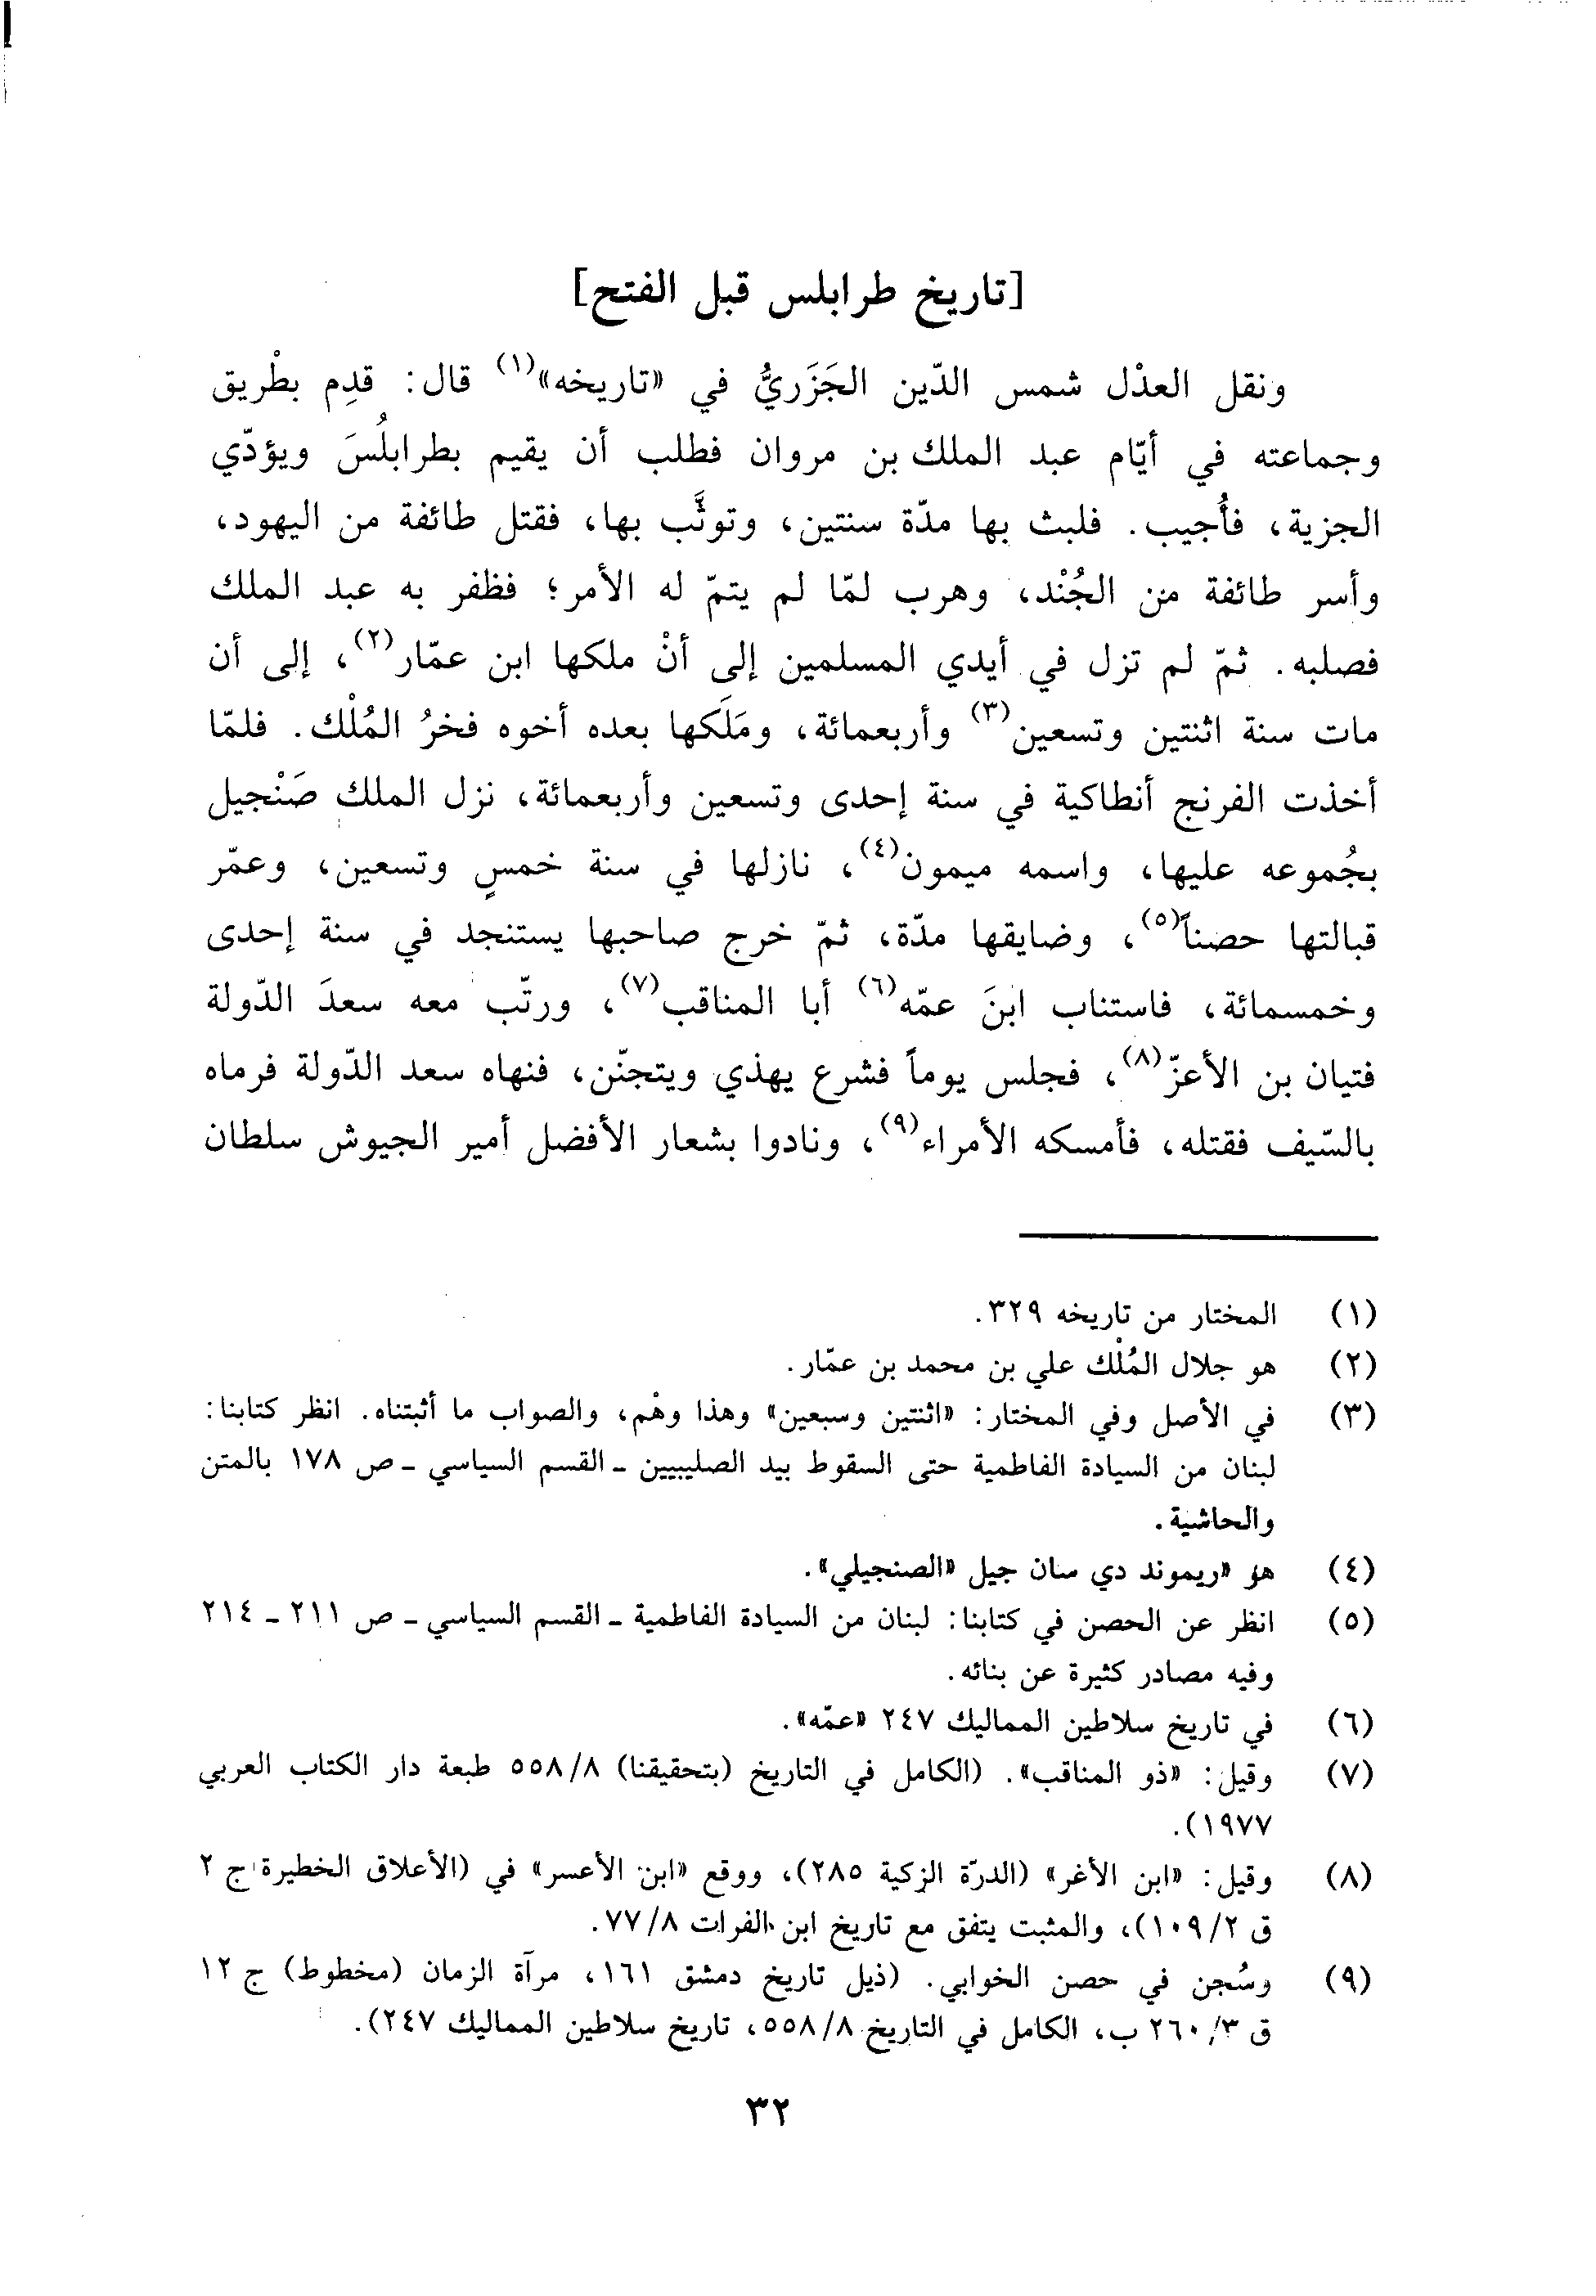 [تاريخ طرابلس قبل الفتح]
ونقل العدْل شمس الدّين الجَزَريُّ في «تاريخه»(١) قال: قدِم بطْريق
وجماعته في أيّام عبد الملك بن مروان فطلب أن يقيم بطرابلُسَ ويؤدّي
الجزية، فأُجيب. فلبث بها مدّة سنتين، وتوثَّب بها، فقتل طائفة من اليهود،
وأسر طائفة من الجُنْد، وهرب لمّا لم يتمّ له الأمر؛ فظفر به عبد الملك
فصلبه. ثمّ لم تزل في أيدي المسلمين إلى أنْ ملكها ابن عمّار(٢)، إلى أن
مات سنة اثنتين وتسعين(٣) وأربعمائة، ومَلَكها بعده أخوه فخرُ المُلْك. فلمّا
أخذت الفرنج أنطاكية في سنة إحدى وتسعين وأربعمائة، نزل الملك صَنْجيل
بجُموعه عليها، واسمه ميمون(٤)، نازلها في سنة خمسٍ وتسعين، وعمّر
قبالتها حصناً(٥)، وضايقها مدّة، ثمّ خرج صاحبها يستنجد في سنة إحدى
وخمسمائة، فاستناب ابنَ عمّه(٦) أبا المناقب(٧)، ورتّب معه سعدَ الدّولة
فتيان بن الأعزّ(٨)، فجلس يوماً فشرع يهذي ويتجنّن، فنهاه سعد الدّولة فرماه
بالسّيف فقتله، فأمسكه الأمراء(٩)، ونادوا بشعار الأفضل أمير الجيوش سلطان
(١) المختار من تاريخه ٣٢٩.
(٢) هو جلال المُلْك علي بن محمد بن عمّار.
(٣) في الأصل وفي المختار: «اثنتين وسبعين» وهذا وهْم، والصواب ما أثبتناه. انظر كتابنا:
لبنان من السيادة الفاطمية حتى السقوط بيد الصليبيين ـ القسم السياسي ـ ص ١٧٨ بالمتن
والحاشية.
(٤) هو «ريموند دي سان جيل «الصنجيلي».
(٥) انظر عن الحصن في كتابنا: لبنان من السيادة الفاطمية ـ القسم السياسي ـ ص ٢١١ ـ ٢١٤
وفيه مصادر كثيرة عن بنائه.
(٦) في تاريخ سلاطين المماليك ٢٤٧ «عمّه».
(٧) وقيل: «ذو المناقب». (الكامل في التاريخ (بتحقيقنا) ٥٥٨/٨ طبعة دار الكتاب العربي
١٩٧٧).
(٨) وقيل: «ابن الأغر» (الدرّة الزكية ٢٨٥)، ووقع «ابن الأعسر» في (الأعلاق الخطيرة ج ٢
ق ١٠٩/٢)، والمثبت يتفق مع تاريخ ابن الفرات ٧٧/٨.
(٩) وسُجن في حصن الخوابي. (ذيل تاريخ دمشق ١٦١، مرآة الزمان (مخطوط) ج ١٢
ق ٢٦٠/٣ ب، الكامل في التاريخ ٥٥٨/٨، تاريخ سلاطين المماليك ٢٤٧).
٣٢